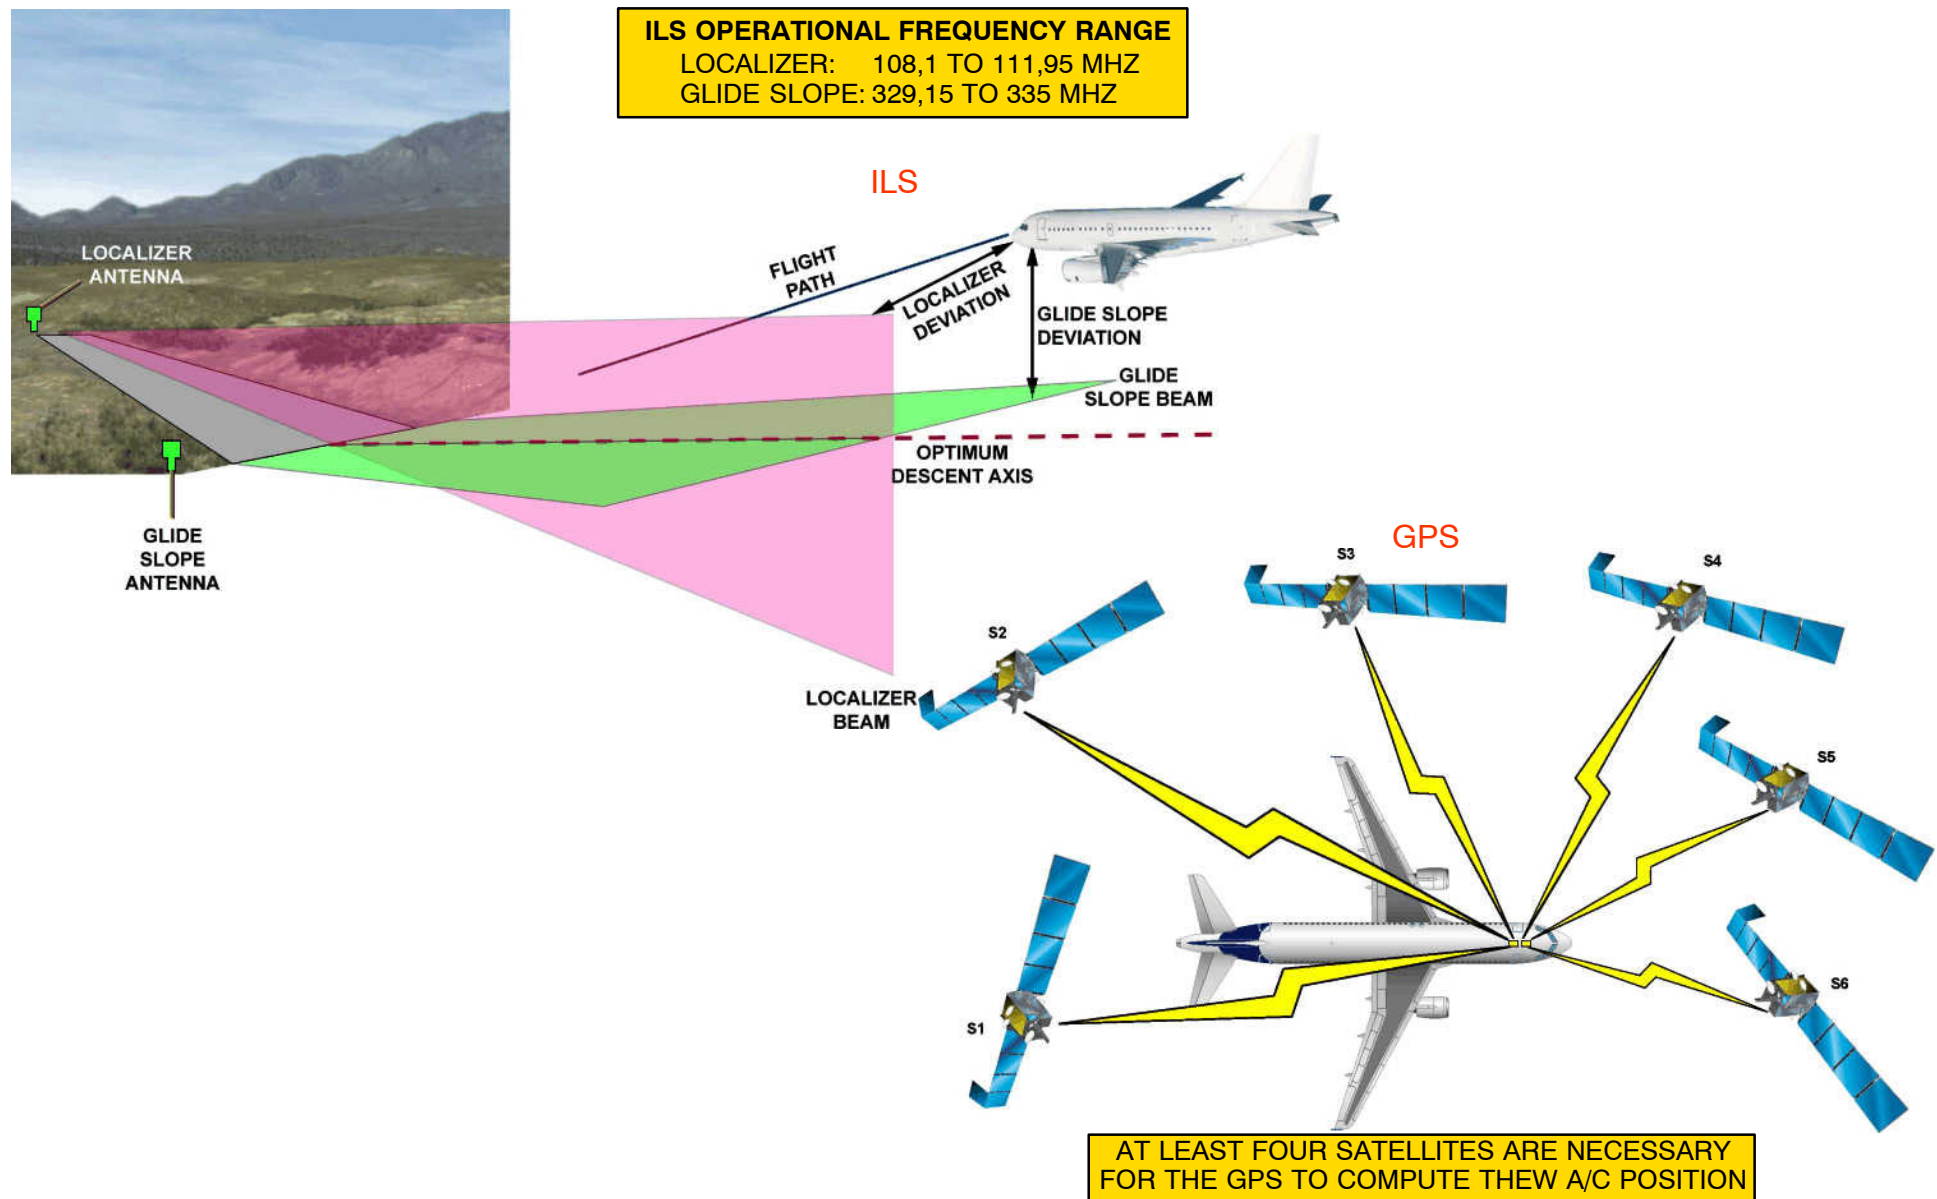 ILS OPERATIONAL FREQUENCY RANGE
LOCALIZER: 108,1 TO 111,95 MHZ
GLIDE SLOPE: 329,15 TO 335 MHZ
ILS
LOCALIZER
ANTENNA
FLIGHT
PATH
LOCALIZER
DEVIATION
GLIDE SLOPE
DEVIATION
GLIDE
SLOPE BEAM
OPTIMUM
DESCENT AXIS
GLIDE
SLOPE
ANTENNA
LOCALIZER
BEAM
GPS
S1
S2
S3
S4
S5
S6
AT LEAST FOUR SATELLITES ARE NECESSARY
FOR THE GPS TO COMPUTE THEW A/C POSITION